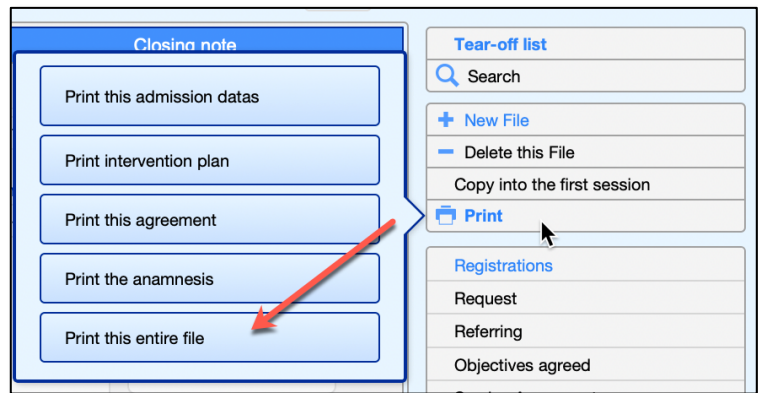 Closing note
Print this admission datas
Print intervention plan
Print this agreement
Print the anamnesis
Print this entire file
Tear-off list
Search
New File
Delete this File
Copy into the first session
Print
Registrations
Request
Referring
Objectives agreed